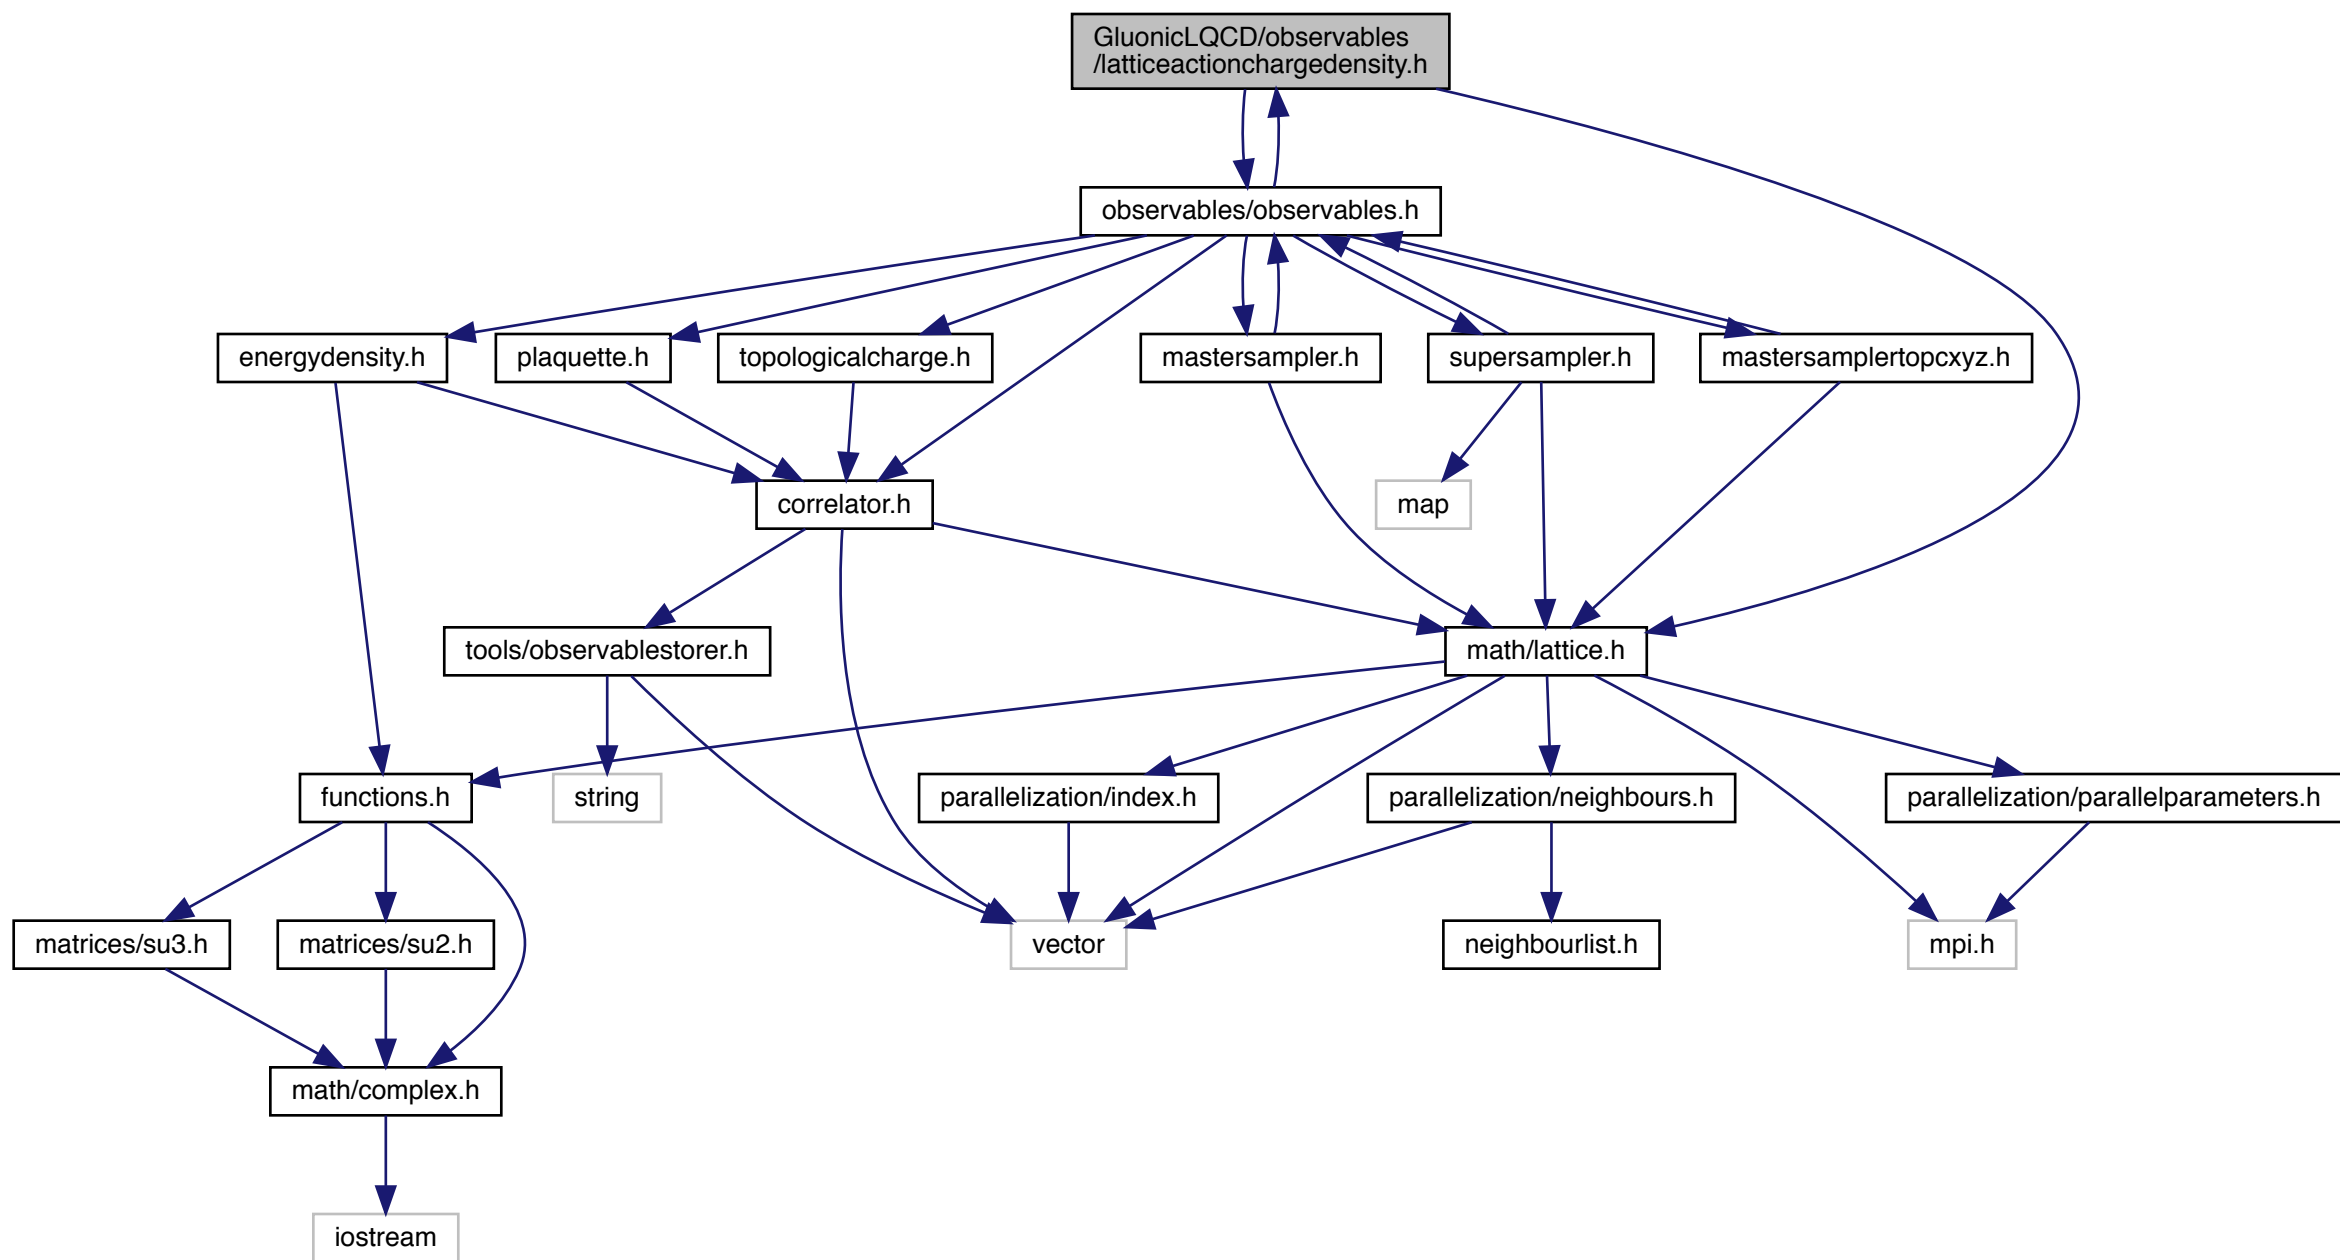 GluonicLQCD/observables
/latticeactionchargedensity.h
observables/observables.h
energydensity.h
plaquette.h
topologicalcharge.h
mastersampler.h
supersampler.h
mastersamplertopcxyz.h
correlator.h
map
tools/observablestorer.h
math/lattice.h
functions.h
string
parallelization/index.h
parallelization/neighbours.h
parallelization/parallelparameters.h
matrices/su3.h
matrices/su2.h
vector
neighbourlist.h
mpi.h
math/complex.h
iostream